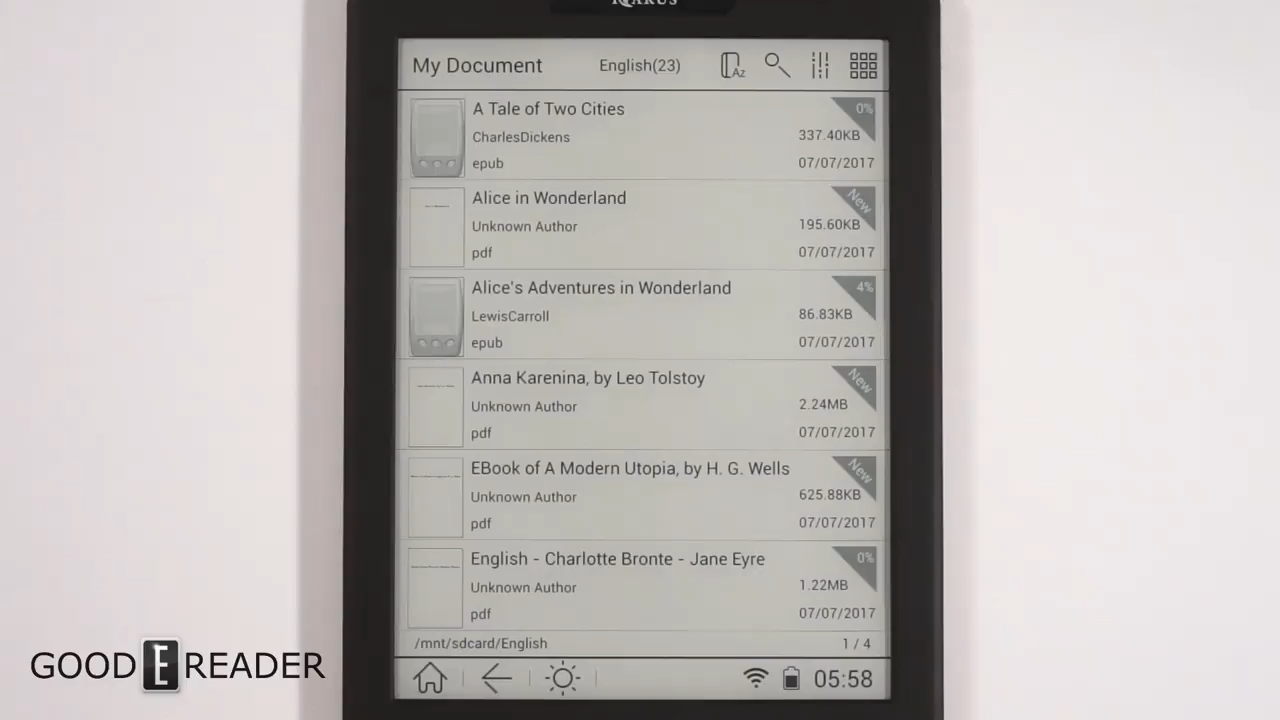 ICARUS
My Document English(23) Az
A Tale of Two Cities 0%
CharlesDickens 337.40KB
epub 07/07/2017
Alice in Wonderland New
Unknown Author 195.60KB
pdf 07/07/2017
Alice's Adventures in Wonderland 4%
LewisCarroll 86.83KB
epub 07/07/2017
Anna Karenina, by Leo Tolstoy New
Unknown Author 2.24MB
pdf 07/07/2017
EBook of A Modern Utopia, by H. G. Wells New
Unknown Author 625.88KB
pdf 07/07/2017
English - Charlotte Bronte - Jane Eyre 0%
Unknown Author 1.22MB
pdf 07/07/2017
/mnt/sdcard/English 1 / 4
05:58
GOOD E READER